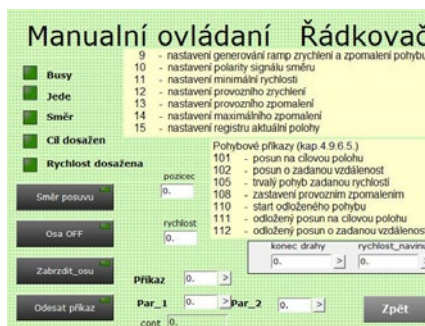 Manualní ovládaní Řádkovač
9 - nastavení generování ramp zrychlení a zpomalení pohybu
10 - nastavení polarity signálu směru
11 - nastavení minimální rychlosti
12 - nastavení provozního zrychlení
13 - nastavení provozního zpomalení
14 - nastavení maximálního zpomalení
15 - nastavení registru aktuální polohy
Busy
Jede
Směr
Cíl dosažen
Rychlost dosažena
Pohybové příkazy (kap.4.9.6.5.)
101 - posun na cílovou polohu
102 - posun o zadanou vzdálenost
105 - trvalý pohyb zadanou rychlostí
108 - zastavení provozním zpomalením
110 - start odloženého pohybu
111 - odložený posun na cílovou polohu
112 - odložený posun o zadanou vzdálenost
pozicec
0.
Směr posuvu
rychlost
0.
Osa OFF
konec drahy rychlost_navinu
0. > 0. >
Zabrzdit_osu
Příkaz 0. >
Odesat příkaz
Par_1 0. > Par_2 0. >
Zpět
cont 0.